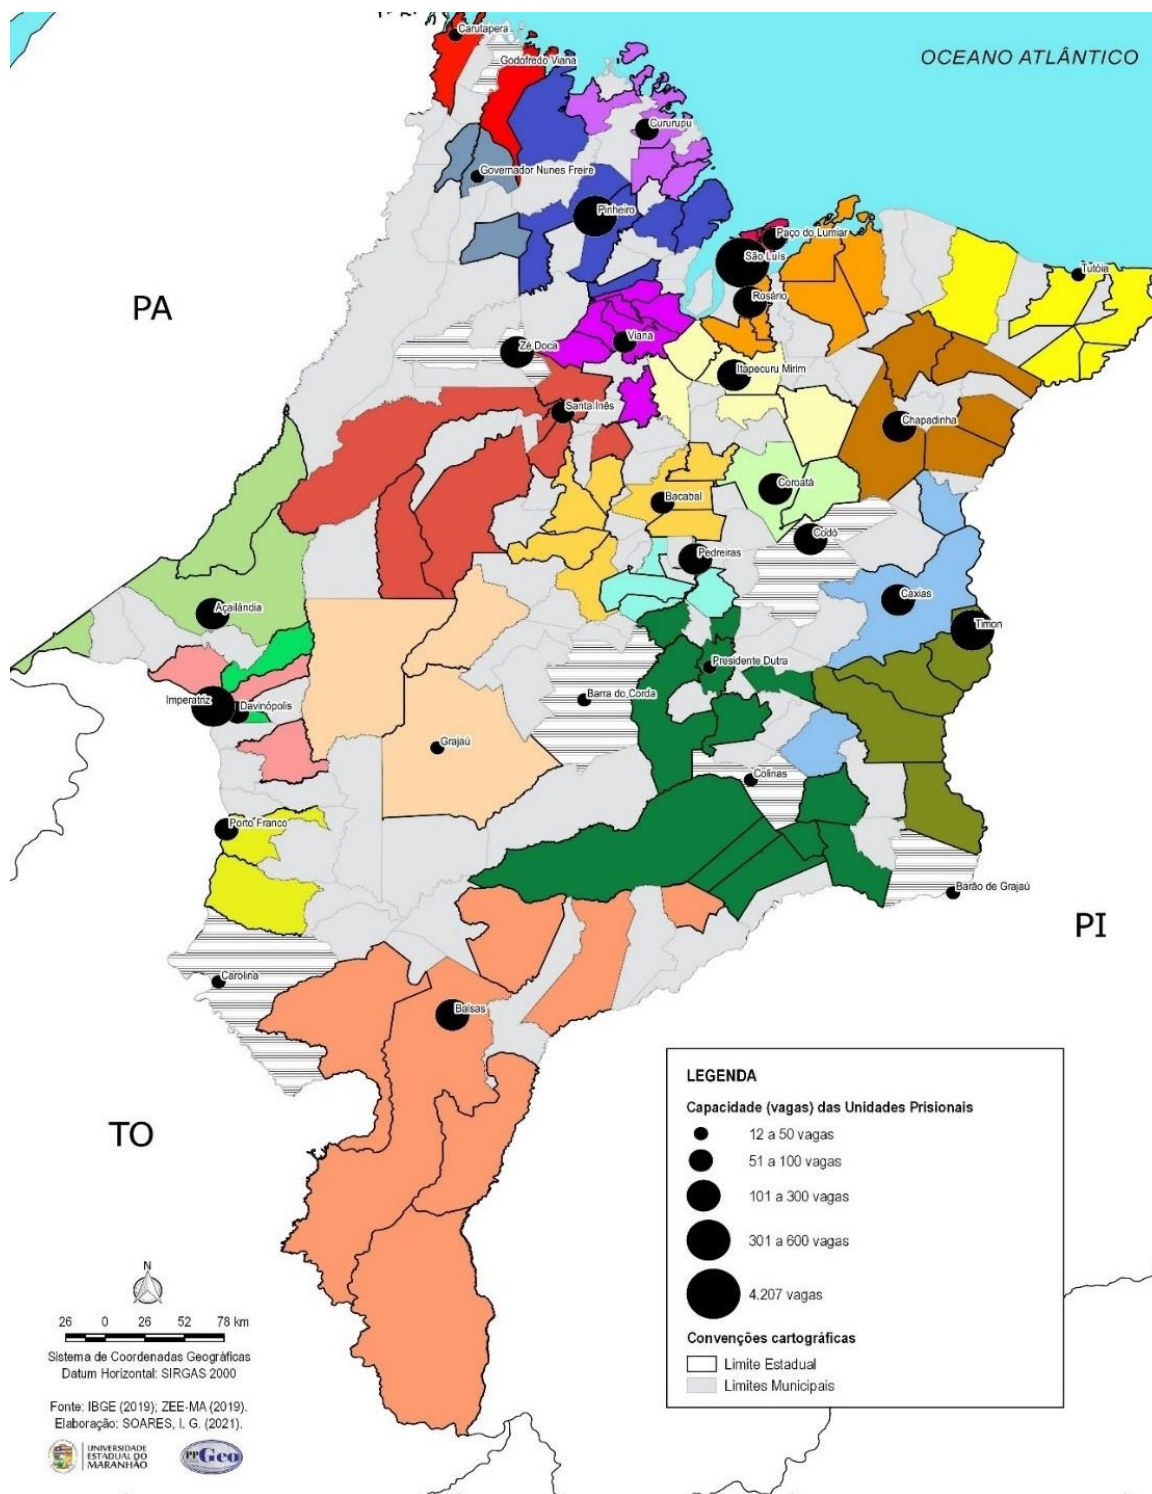 Carutapera
OCEANO ATLÂNTICO
Godofredo Viana
Cururupu
Governador Nunes Freire
Pinheiro
Paço do Lumiar
São Luís
Tutóia
PA
Rosário
Viana
Zé Doca
Itapecuru Mirim
Santa Inês
Chapadinha
Coroatá
Bacabal
Codó
Pedreiras
Caxias
Açailândia
Timon
Presidente Dutra
Barra do Corda
Imperatriz
Davinópolis
Grajaú
Colinas
Porto Franco
Barão de Grajaú
PI
Carolina
Balsas
TO
LEGENDA
Capacidade (vagas) das Unidades Prisionais
12 a 50 vagas
51 a 100 vagas
101 a 300 vagas
301 a 600 vagas
4.207 vagas
Convenções cartográficas
Limite Estadual
Limites Municipais
N
26 0 26 52 78 km
Sistema de Coordenadas Geográficas
Datum Horizontal: SIRGAS 2000
Fonte: IBGE (2019); ZEE-MA (2019).
Elaboração: SOARES, I. G. (2021).
UNIVERSIDADE
ESTADUAL DO
MARANHÃO
PPGeo